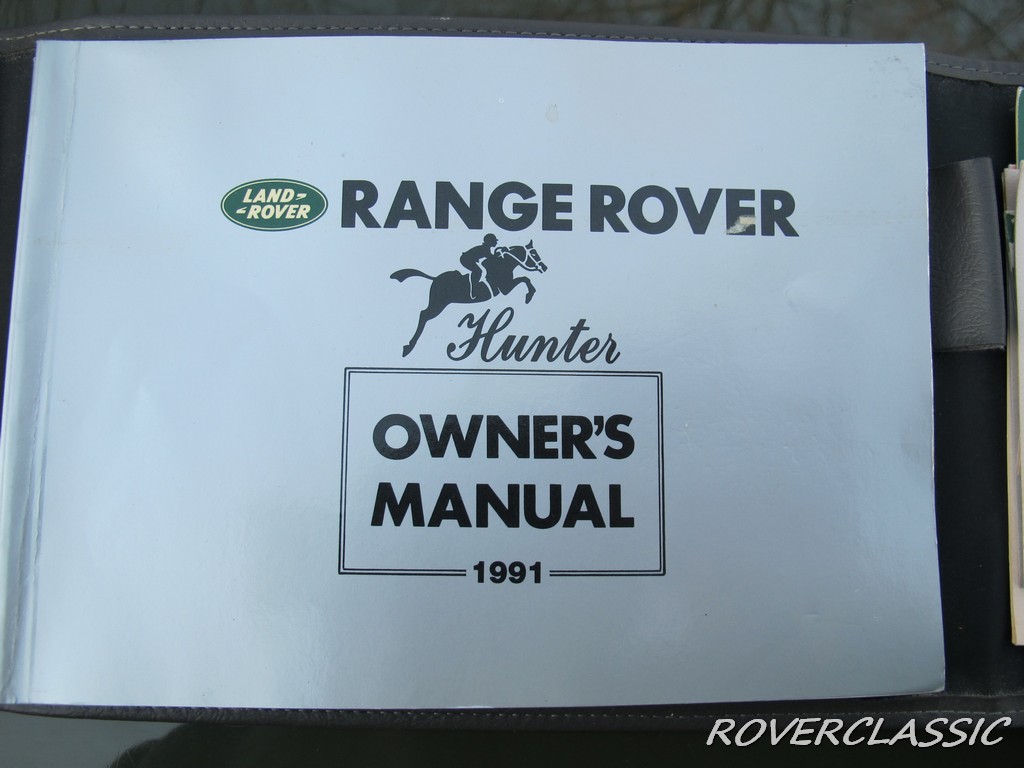 LAND-
-ROVER
RANGE ROVER
Hunter
OWNER'S
MANUAL
1991
ROVERCLASSIC